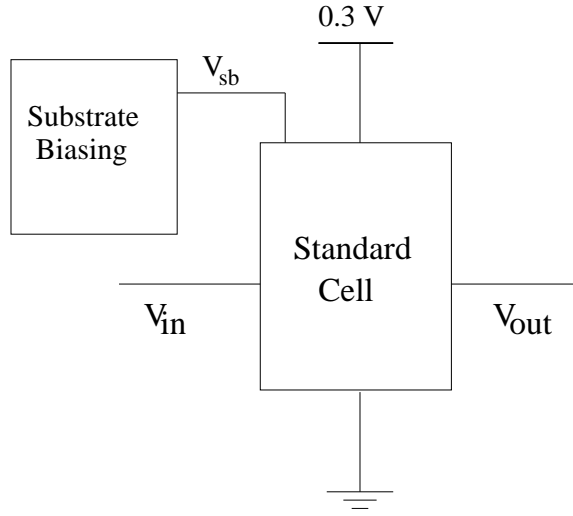 0.3 V
Vsb
Substrate
Biasing
Standard
Cell
Vin
Vout